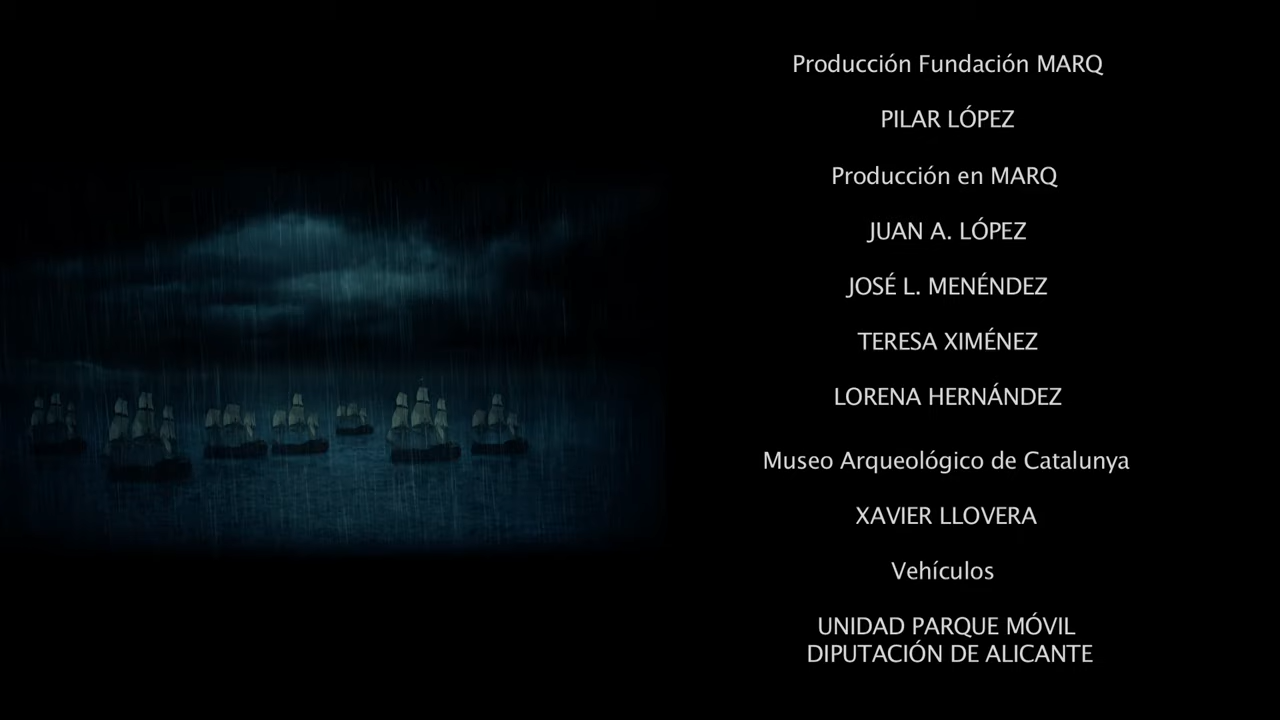 Producción Fundación MARQ
PILAR LÓPEZ
Producción en MARQ
JUAN A. LÓPEZ
JOSÉ L. MENÉNDEZ
TERESA XIMÉNEZ
LORENA HERNÁNDEZ
Museo Arqueológico de Catalunya
XAVIER LLOVERA
Vehículos
UNIDAD PARQUE MÓVIL
DIPUTACIÓN DE ALICANTE